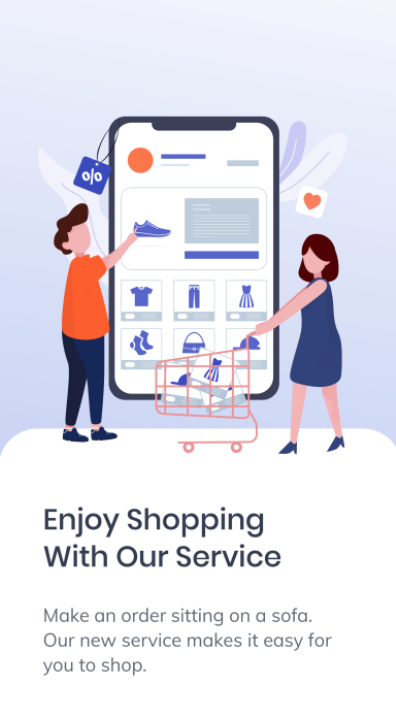 %
Enjoy Shopping
With Our Service
Make an order sitting on a sofa.
Our new service makes it easy for
you to shop.